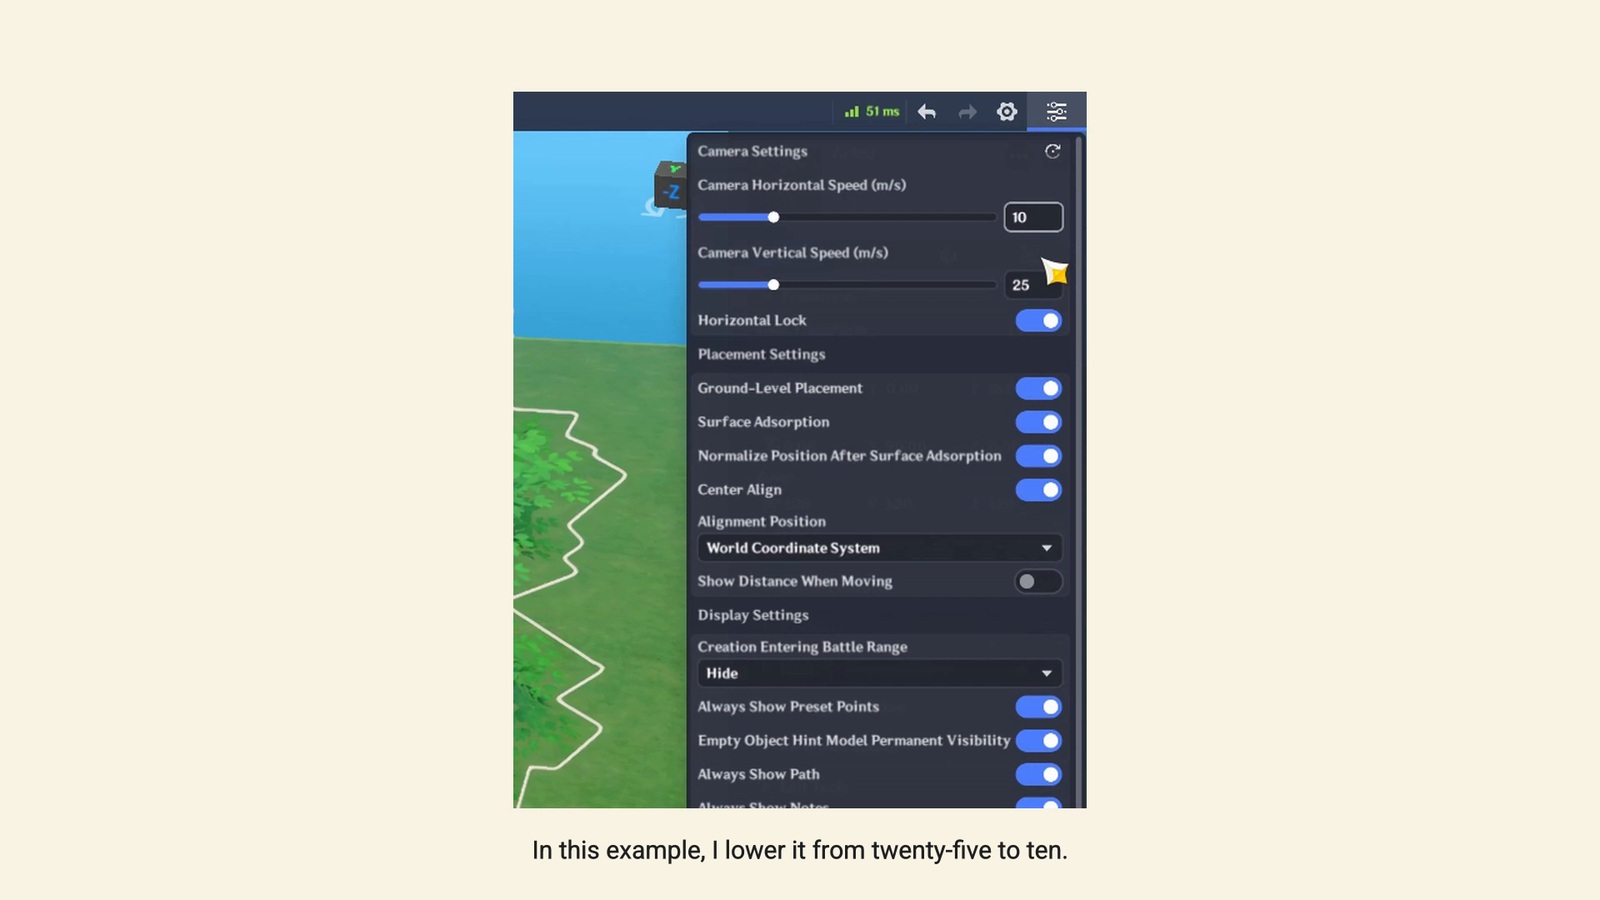 51 ms
Camera Settings
Y
-Z
Camera Horizontal Speed (m/s)
10
Camera Vertical Speed (m/s)
25
Horizontal Lock
Placement Settings
Ground-Level Placement
Surface Adsorption
Normalize Position After Surface Adsorption
Center Align
Alignment Position
World Coordinate System
Show Distance When Moving
Display Settings
Creation Entering Battle Range
Hide
Always Show Preset Points
Empty Object Hint Model Permanent Visibility
Always Show Path
Always Show Notes
In this example, I lower it from twenty-five to ten.